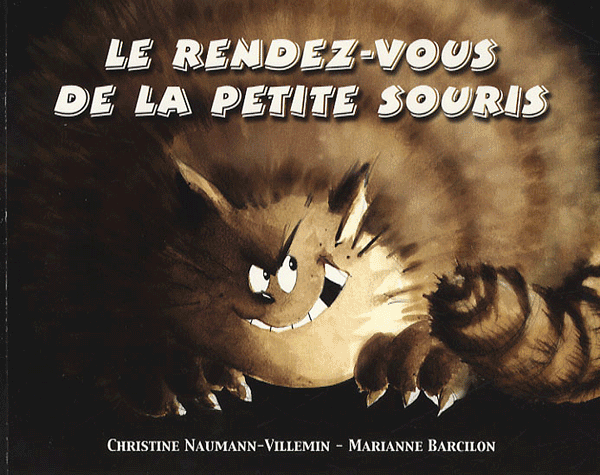 LE RENDEZ-VOUS
DE LA PETITE SOURIS
CHRISTINE NAUMANN-VILLEMIN - MARIANNE BARCILON